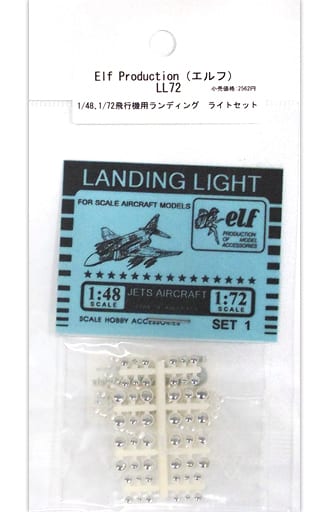 Elf Production (エルフ)
LL72 小売価格:2562円
1/48,1/72飛行機用ランディング ライトセット
LANDING LIGHT
FOR SCALE AIRCRAFT MODELS
elf
PRODUCTION
OF MODEL
ACCESSORIES
1:48
SCALE
JETS AIRCRAFT
MADE IN AUSTRALIA
1:72
SCALE
SCALE HOBBY ACCESSORIES
SET 1